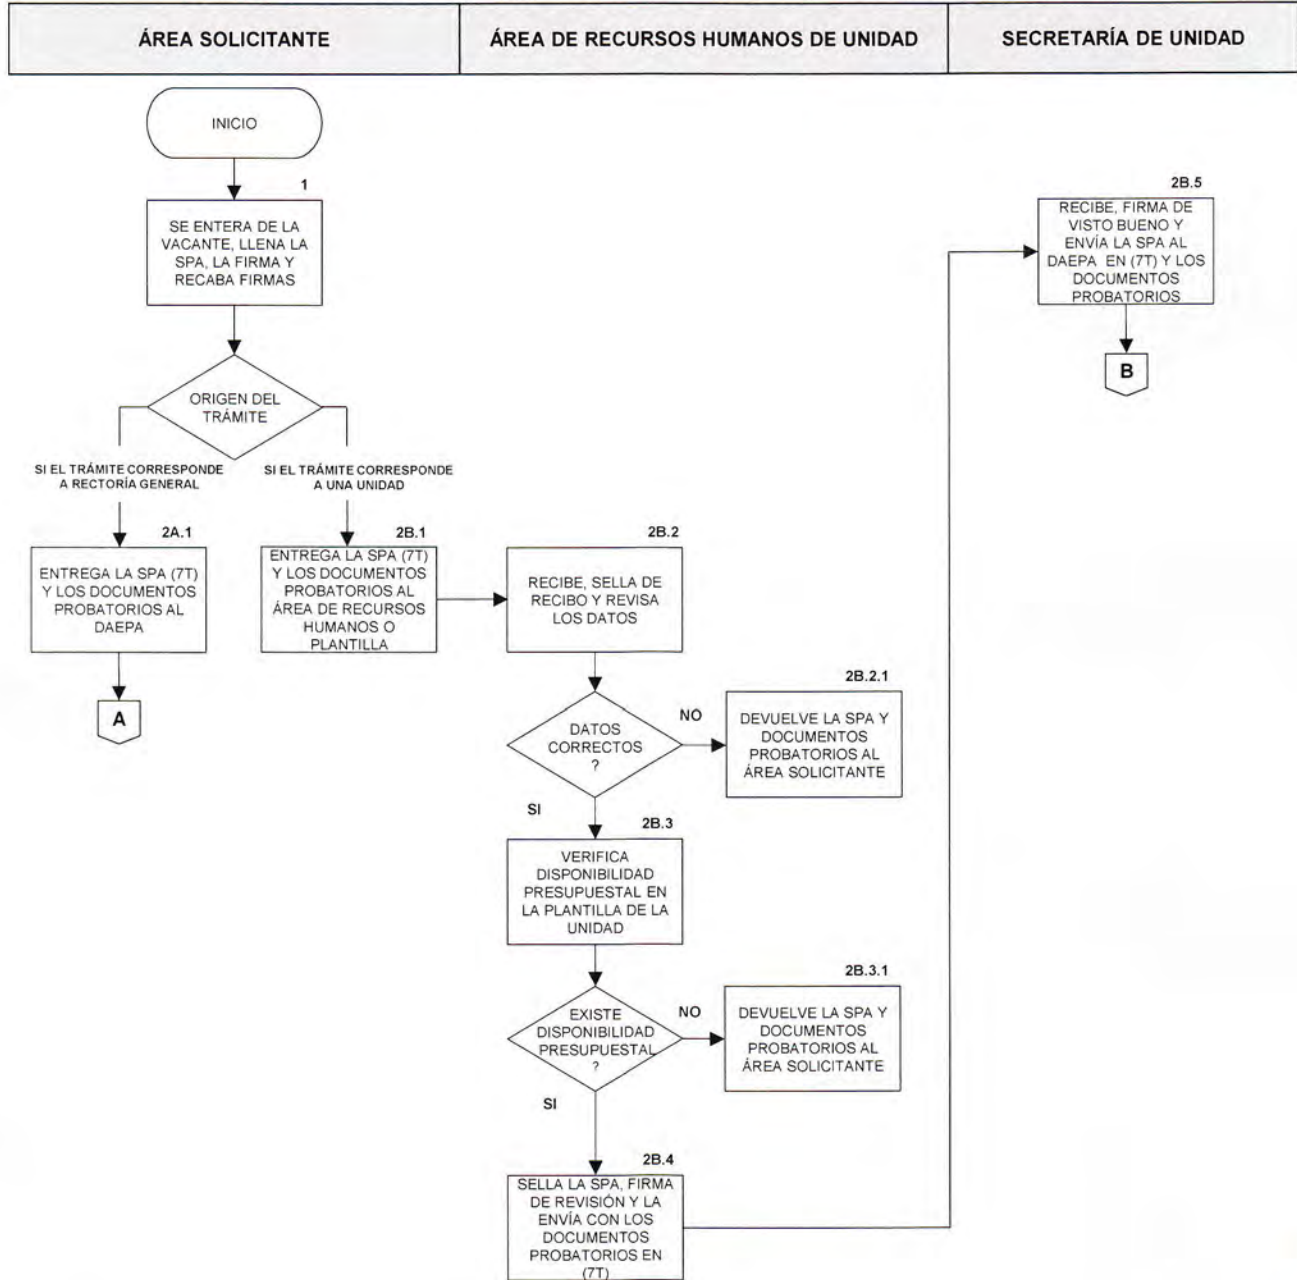 ÁREA SOLICITANTE
ÁREA DE RECURSOS HUMANOS DE UNIDAD
SECRETARÍA DE UNIDAD
INICIO
1
SE ENTERA DE LA
VACANTE, LLENA LA
SPA, LA FIRMA Y
RECABA FIRMAS
ORIGEN DEL
TRÁMITE
SI EL TRÁMITE CORRESPONDE
A RECTORÍA GENERAL
SI EL TRÁMITE CORRESPONDE
A UNA UNIDAD
2A.1
ENTREGA LA SPA (7T)
Y LOS DOCUMENTOS
PROBATORIOS AL
DAEPA
A
2B.1
ENTREGA LA SPA (7T)
Y LOS DOCUMENTOS
PROBATORIOS AL
ÁREA DE RECURSOS
HUMANOS O
PLANTILLA
2B.2
RECIBE, SELLA DE
RECIBO Y REVISA
LOS DATOS
DATOS
CORRECTOS
?
NO
2B.2.1
DEVUELVE LA SPA Y
DOCUMENTOS
PROBATORIOS AL
ÁREA SOLICITANTE
SI
2B.3
VERIFICA
DISPONIBILIDAD
PRESUPUESTAL EN
LA PLANTILLA DE LA
UNIDAD
EXISTE
DISPONIBILIDAD
PRESUPUESTAL
?
NO
2B.3.1
DEVUELVE LA SPA Y
DOCUMENTOS
PROBATORIOS AL
ÁREA SOLICITANTE
SI
2B.4
SELLA LA SPA, FIRMA
DE REVISIÓN Y LA
ENVÍA CON LOS
DOCUMENTOS
PROBATORIOS EN
(7T)
2B.5
RECIBE, FIRMA DE
VISTO BUENO Y
ENVÍA LA SPA AL
DAEPA EN (7T) Y LOS
DOCUMENTOS
PROBATORIOS
B